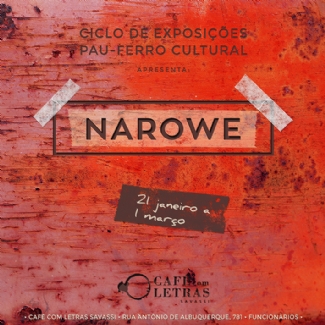 CICLO DE EXPOSIÇÕES
PAU-FERRO CULTURAL
APRESENTA:
NAROWE
21 janeiro a
1 março
CAFÉ com
LETRAS
SAVASSI
• CAFE COM LETRAS SAVASSI • RUA ANTÔNIO DE ALBUQUERQUE, 781 • FUNCIONÁRIOS •